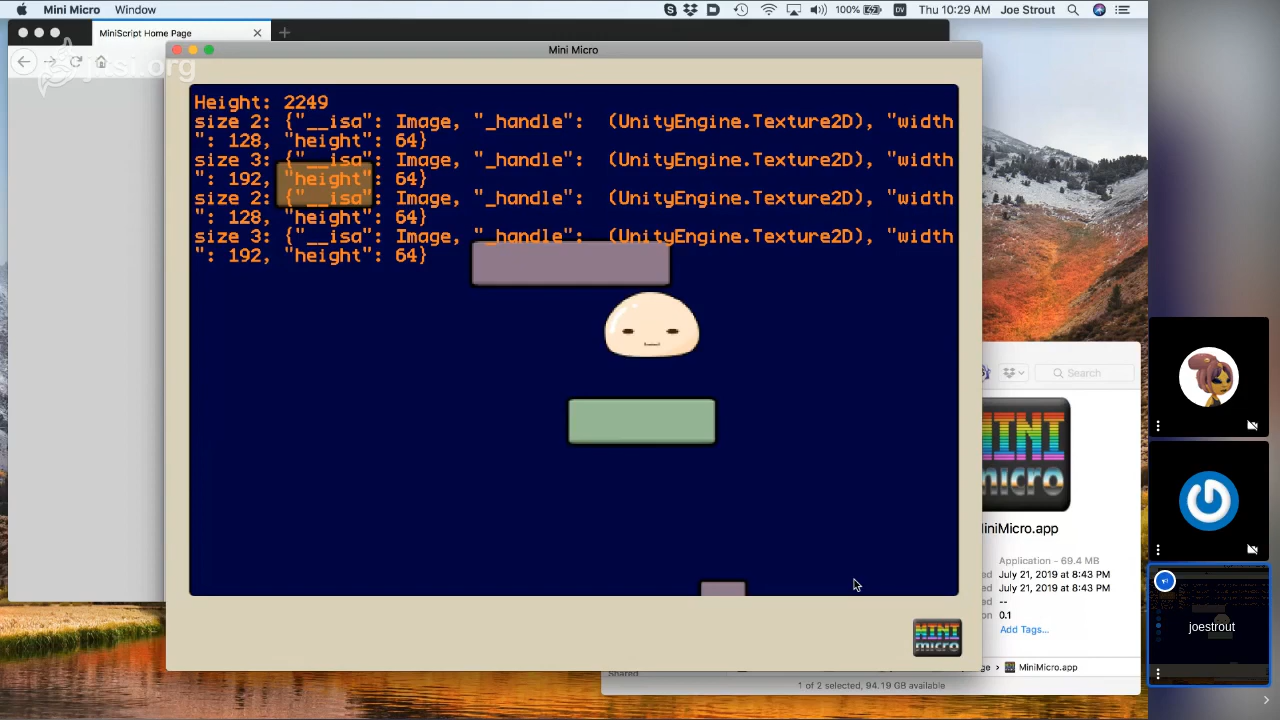 Mini Micro Window 100% DV Thu 10:29 AM Joe Strout
MiniScript Home Page
Mini Micro
Height: 2249
size 2: {"__isa": Image, "_handle":  (UnityEngine.Texture2D), "width
": 128, "height": 64}
size 3: {"__isa": Image, "_handle":  (UnityEngine.Texture2D), "width
": 192, "height": 64}
size 2: {"__isa": Image, "_handle":  (UnityEngine.Texture2D), "width
": 128, "height": 64}
size 3: {"__isa": Image, "_handle":  (UnityEngine.Texture2D), "width
": 192, "height": 64}
Search
MINI
micro
MiniMicro.app
Application - 69.4 MB
July 21, 2019 at 8:43 PM
July 21, 2019 at 8:43 PM
--
0.1
Add Tags...
MINI
micro
MiniMicro.app
Shared
1 of 2 selected, 94.19 GB available
joestrout